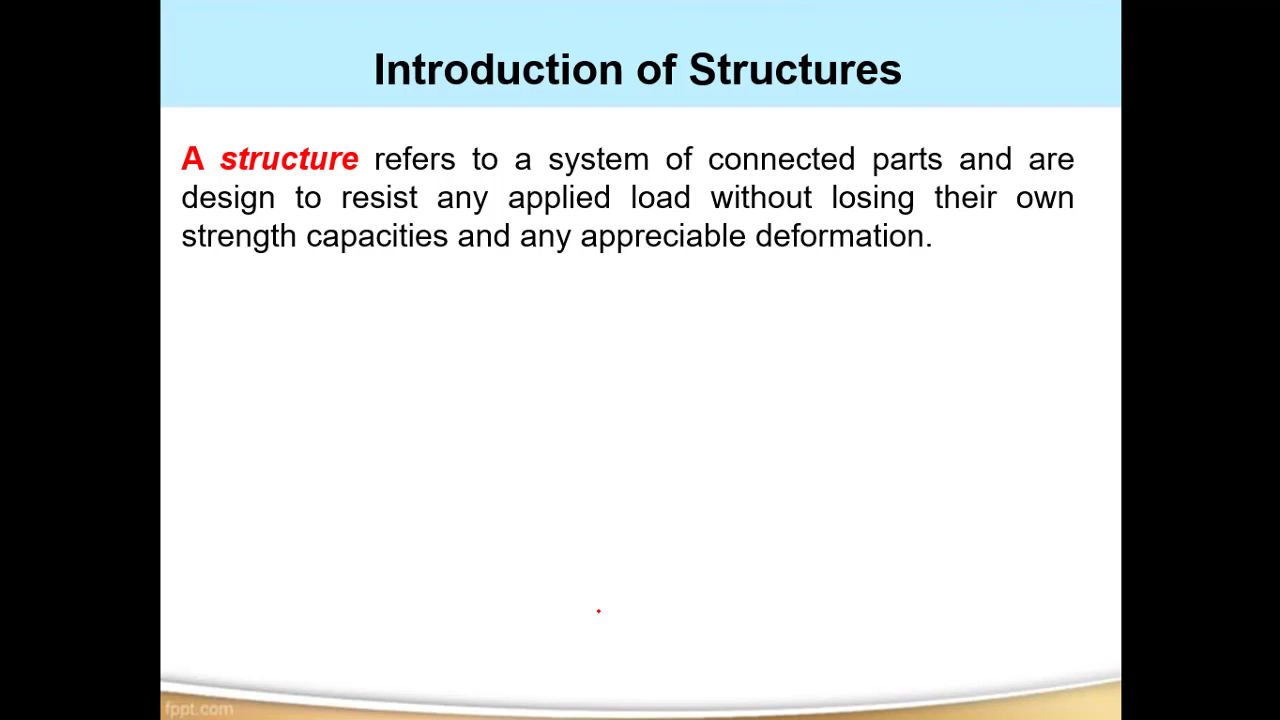 Introduction of Structures
A structure refers to a system of connected parts and are
design to resist any applied load without losing their own
strength capacities and any appreciable deformation.
fppt.com